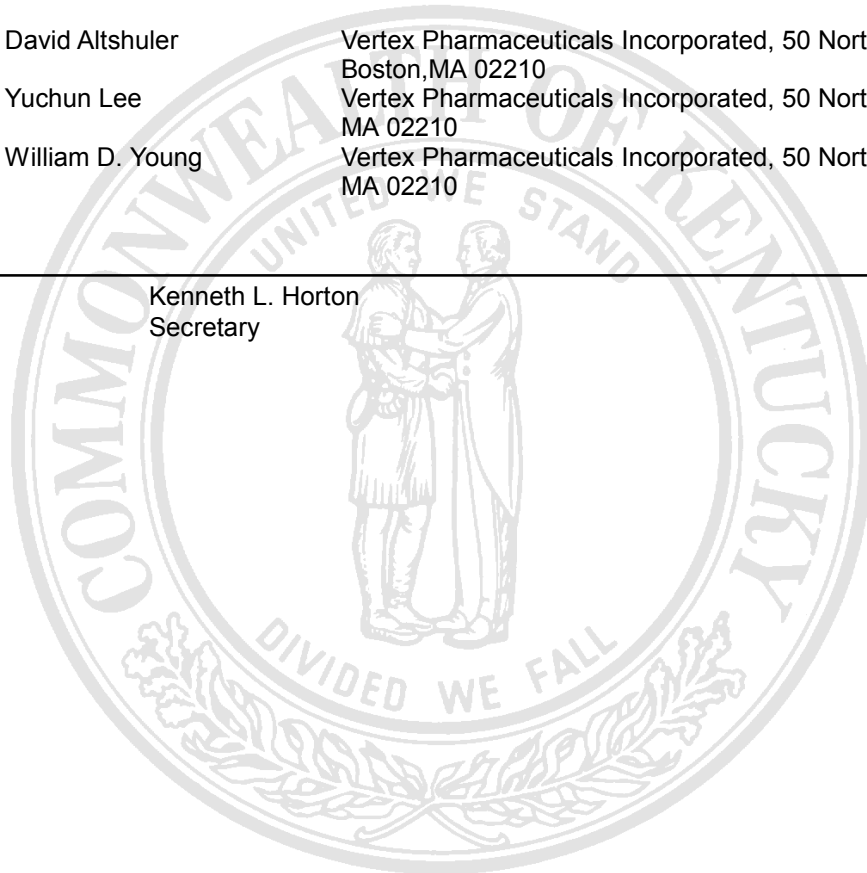 David Altshuler Vertex Pharmaceuticals Incorporated, 50 Nort
Boston,MA 02210
Yuchun Lee Vertex Pharmaceuticals Incorporated, 50 Nort
MA 02210
William D. Young Vertex Pharmaceuticals Incorporated, 50 Nort
MA 02210
Kenneth L. Horton
Secretary
COMMONWEALTH OF KENTUCKY
UNITED WE STAND
DIVIDED WE FALL